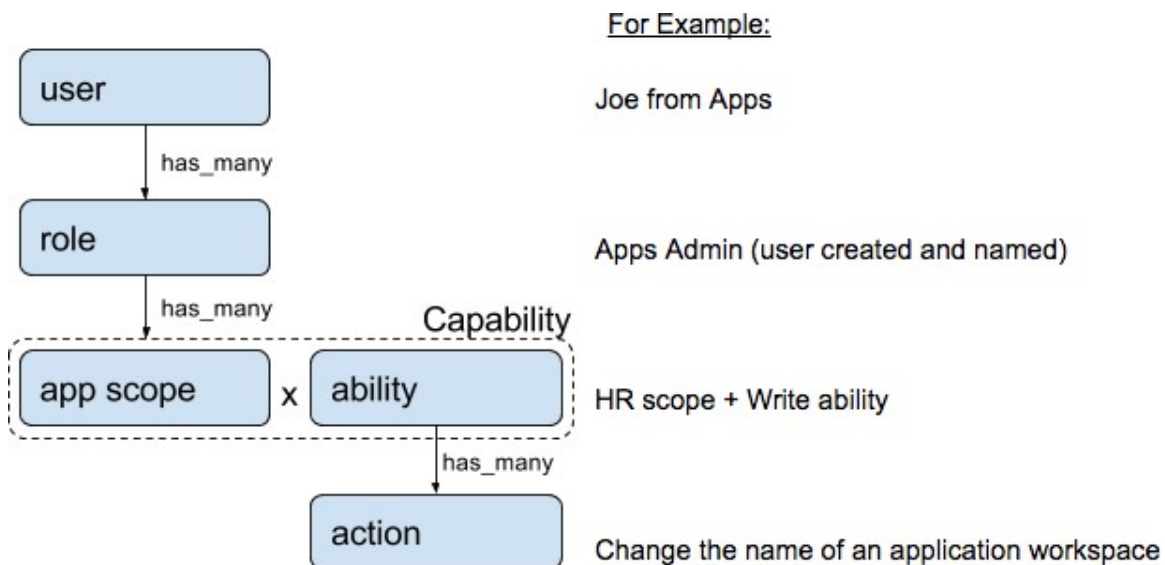 For Example:
user
Joe from Apps
has_many
role
Apps Admin (user created and named)
has_many
Capability
app scope x ability
HR scope + Write ability
has_many
action
Change the name of an application workspace